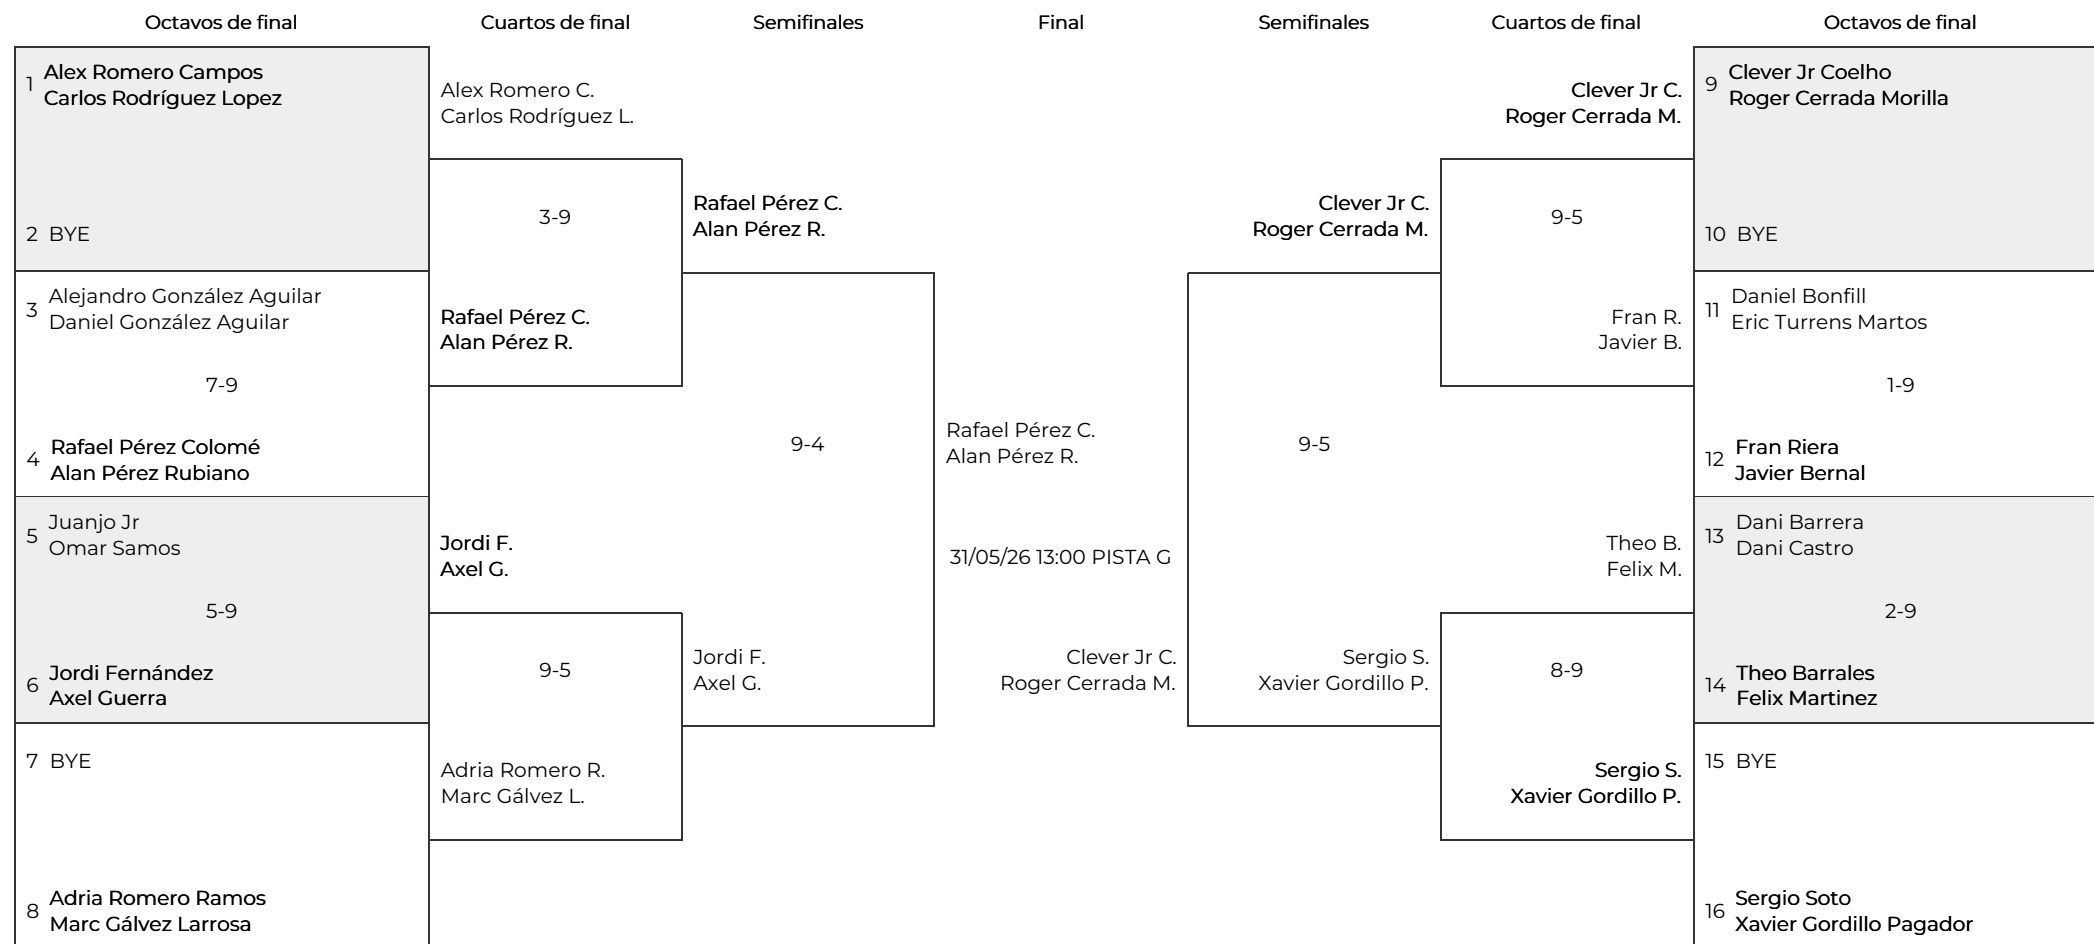 Octavos de final
Cuartos de final
Semifinales
Final
Semifinales
Cuartos de final
Octavos de final
1
Alex Romero Campos
Carlos Rodríguez Lopez
2 BYE
3
Alejandro González Aguilar
Daniel González Aguilar
7-9
4
Rafael Pérez Colomé
Alan Pérez Rubiano
5
Juanjo Jr
Omar Samos
5-9
6
Jordi Fernández
Axel Guerra
7 BYE
8
Adria Romero Ramos
Marc Gálvez Larrosa
Alex Romero C.
Carlos Rodríguez L.
3-9
Rafael Pérez C.
Alan Pérez R.
Jordi F.
Axel G.
9-5
Adria Romero R.
Marc Gálvez L.
Rafael Pérez C.
Alan Pérez R.
9-4
Jordi F.
Axel G.
Rafael Pérez C.
Alan Pérez R.
31/05/26 13:00 PISTA G
Clever Jr C.
Roger Cerrada M.
Clever Jr C.
Roger Cerrada M.
9-5
Sergio S.
Xavier Gordillo P.
Clever Jr C.
Roger Cerrada M.
9-5
Fran R.
Javier B.
Theo B.
Felix M.
8-9
Sergio S.
Xavier Gordillo P.
9
Clever Jr Coelho
Roger Cerrada Morilla
10 BYE
11
Daniel Bonfill
Eric Turrens Martos
1-9
12
Fran Riera
Javier Bernal
13
Dani Barrera
Dani Castro
2-9
14
Theo Barrales
Felix Martinez
15 BYE
16
Sergio Soto
Xavier Gordillo Pagador